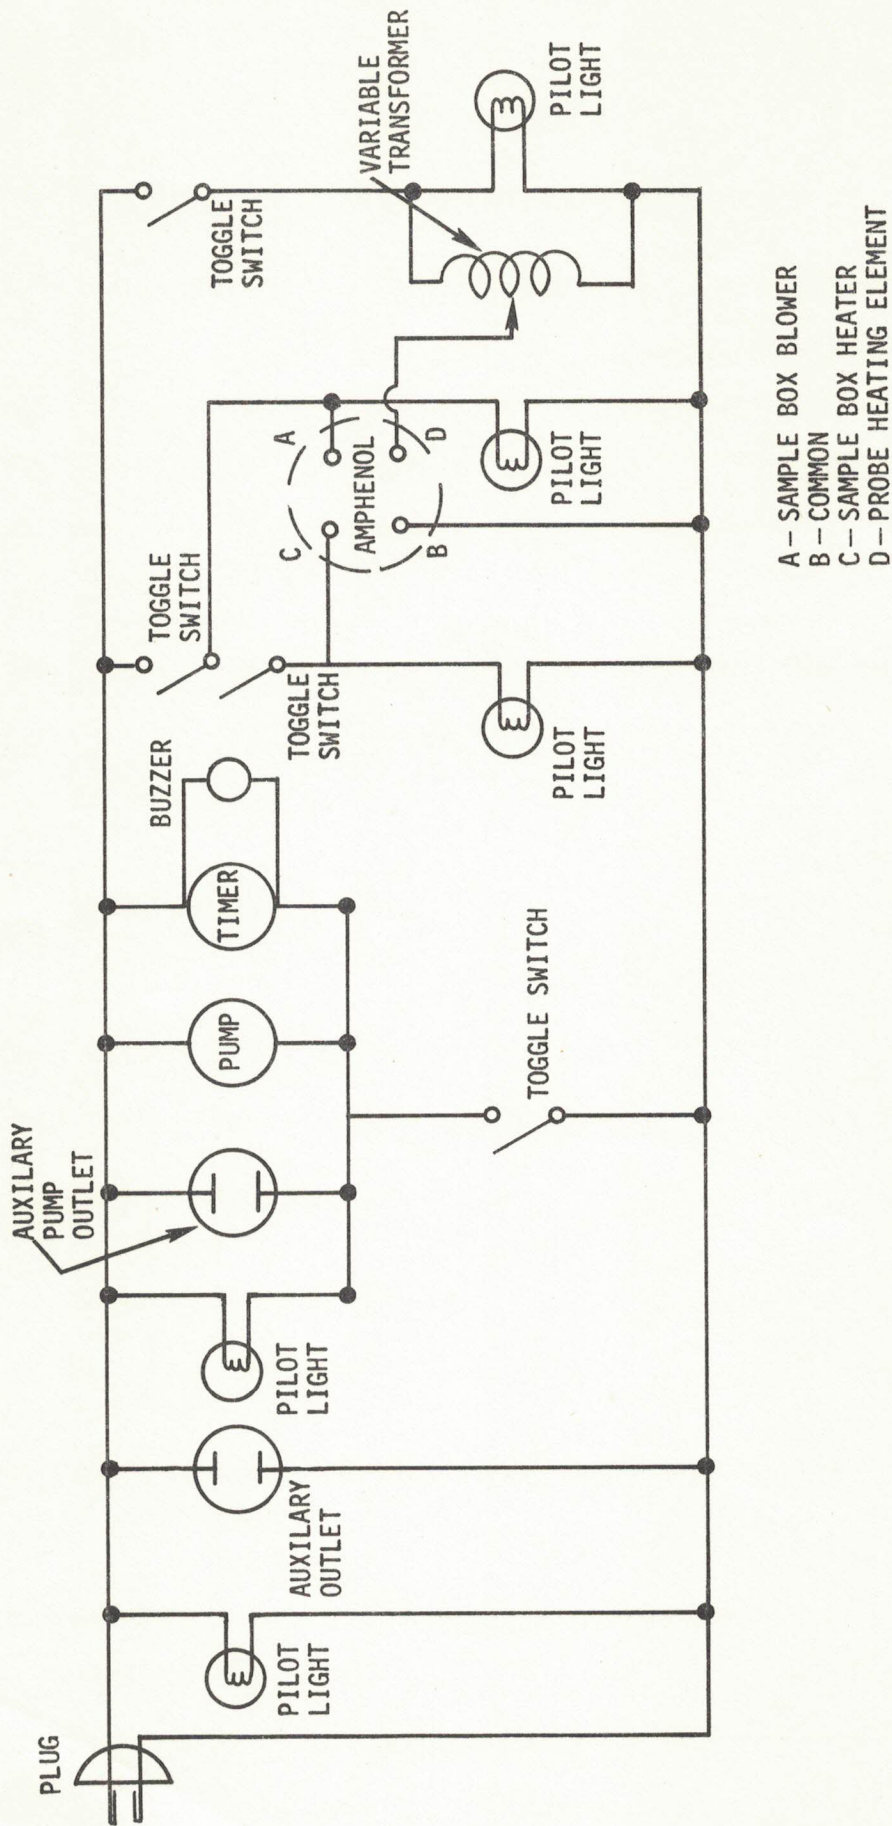 PLUG
PILOT
LIGHT
AUXILARY
OUTLET
PILOT
LIGHT
AUXILARY
PUMP
OUTLET
PUMP
TIMER
BUZZER
TOGGLE SWITCH
TOGGLE
SWITCH
TOGGLE
SWITCH
PILOT
LIGHT
C
A
AMPHENOL
B
D
PILOT
LIGHT
TOGGLE
SWITCH
VARIABLE
TRANSFORMER
PILOT
LIGHT
A – SAMPLE BOX BLOWER
B – COMMON
C – SAMPLE BOX HEATER
D – PROBE HEATING ELEMENT